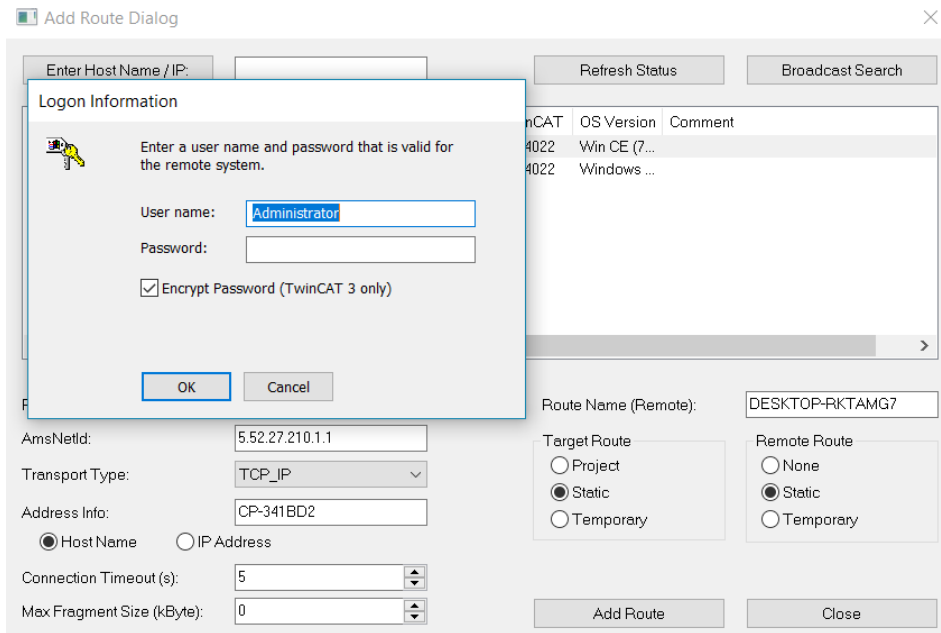 Add Route Dialog
Enter Host Name / IP:
Refresh Status
Broadcast Search
Logon Information
Enter a user name and password that is valid for
the remote system.
User name: Administrator
Password:
Encrypt Password (TwinCAT 3 only)
OK Cancel
nCAT OS Version Comment
4022 Win CE (7...
4022 Windows ...
Route Name (Remote): DESKTOP-RKTAMG7
AmsNetId: 5.52.27.210.1.1
Transport Type: TCP_IP
Address Info: CP-341BD2
Host Name IP Address
Connection Timeout (s): 5
Max Fragment Size (kByte): 0
Target Route
Project
Static
Temporary
Remote Route
None
Static
Temporary
Add Route Close